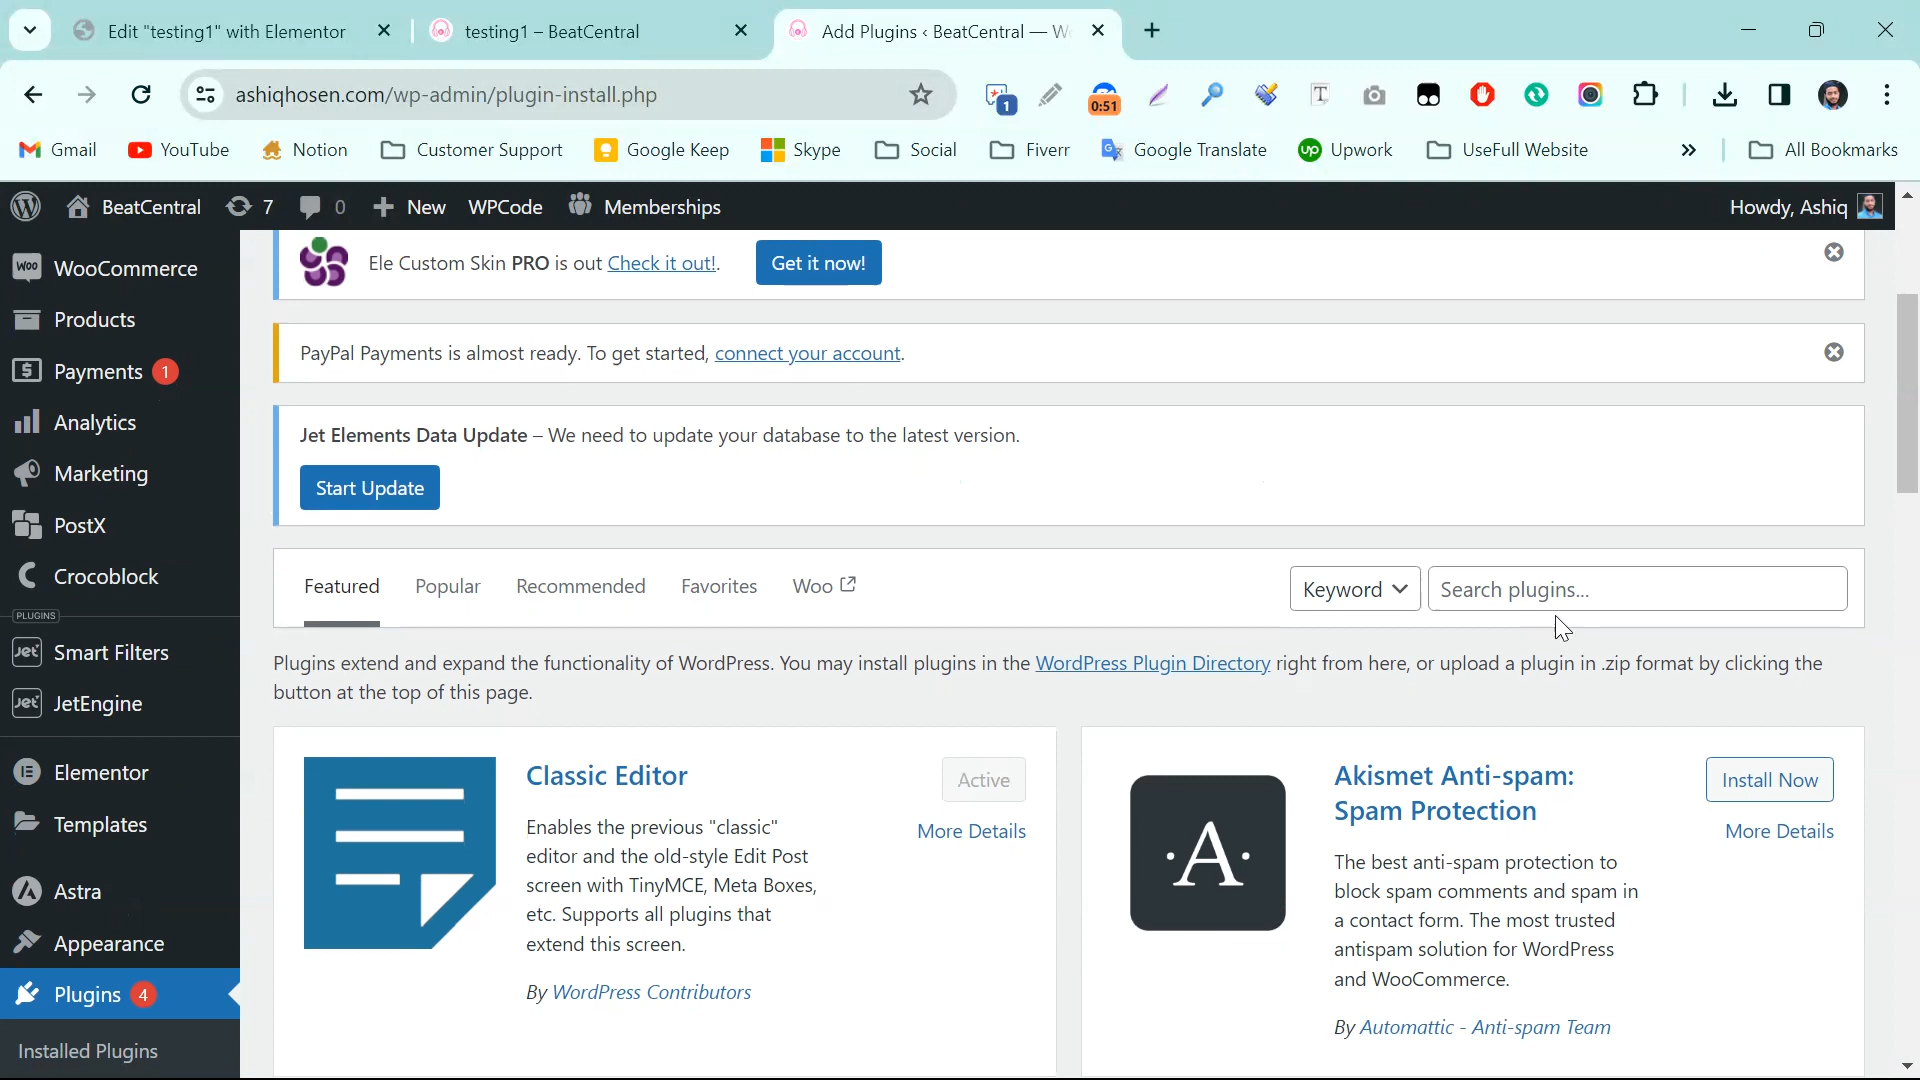 Edit "testing1" with Elementor
testing1 – BeatCentral
Add Plugins ‹ BeatCentral — W
ashiqhosen.com/wp-admin/plugin-install.php
1
0:51
Gmail
YouTube
Notion
Customer Support
Google Keep
Skype
Social
Fiverr
Google Translate
Upwork
UseFull Website
»
All Bookmarks
BeatCentral
7
0
New
WPCode
Memberships
Howdy, Ashiq
WooCommerce
Products
Payments 1
Analytics
Marketing
PostX
Crocoblock
PLUGINS
Smart Filters
JetEngine
Elementor
Templates
Astra
Appearance
Plugins 4
Installed Plugins
Ele Custom Skin PRO is out Check it out!.
Get it now!
PayPal Payments is almost ready. To get started, connect your account.
Jet Elements Data Update – We need to update your database to the latest version.
Start Update
Featured
Popular
Recommended
Favorites
Woo
Keyword
Search plugins...
Plugins extend and expand the functionality of WordPress. You may install plugins in the WordPress Plugin Directory right from here, or upload a plugin in .zip format by clicking the
button at the top of this page.
Classic Editor
Active
More Details
Enables the previous "classic"
editor and the old-style Edit Post
screen with TinyMCE, Meta Boxes,
etc. Supports all plugins that
extend this screen.
By WordPress Contributors
·A·
Akismet Anti-spam:
Spam Protection
Install Now
More Details
The best anti-spam protection to
block spam comments and spam in
a contact form. The most trusted
antispam solution for WordPress
and WooCommerce.
By Automattic - Anti-spam Team